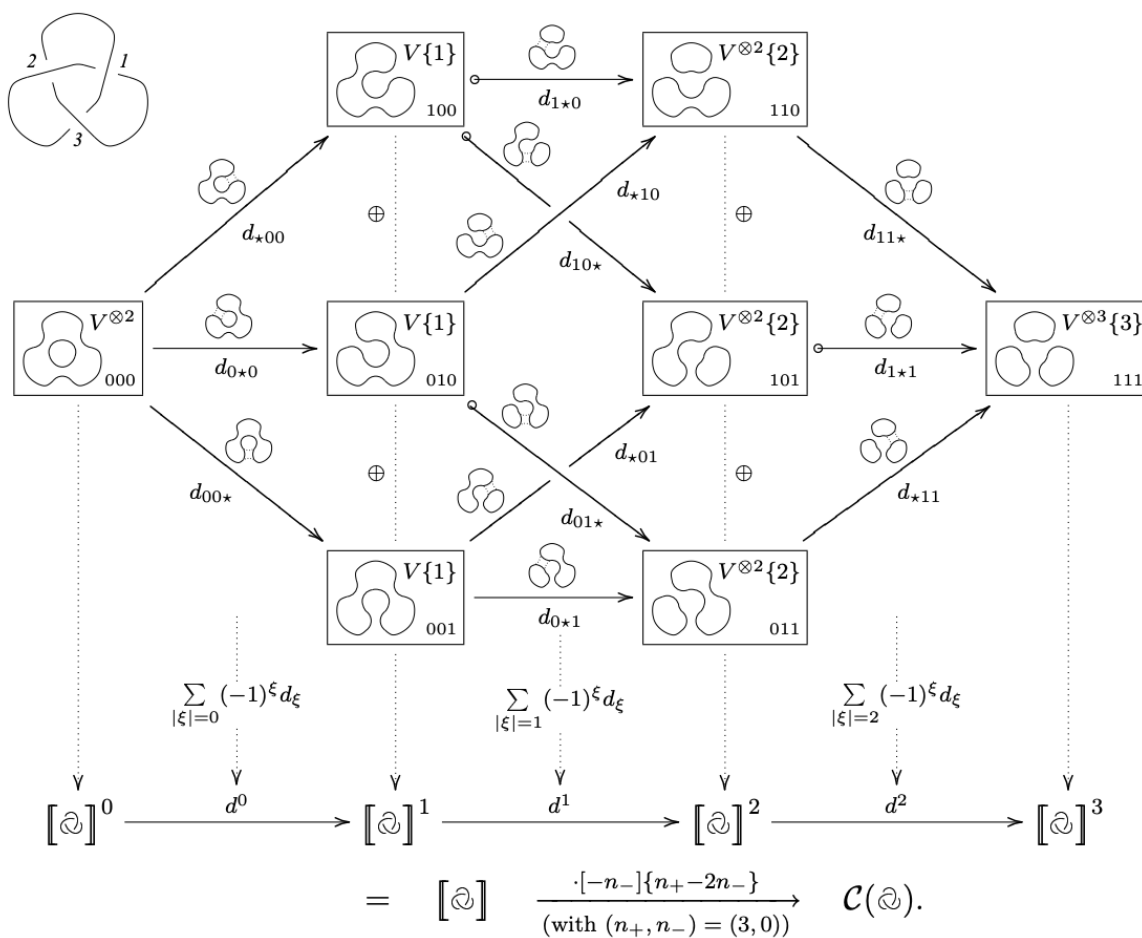 V{1} V^{⊗2}{2}
2 1
100 d_{1⋆0} 110
3
d_{⋆00} ⊕ d_{⋆10} ⊕ d_{11⋆}
d_{10⋆}
V^{⊗2} V{1} V^{⊗2}{2} V^{⊗3}{3}
000 d_{0⋆0} 010 101 d_{1⋆1} 111
d_{00⋆} ⊕ d_{⋆01} ⊕ d_{⋆11}
d_{01⋆}
V{1} V^{⊗2}{2}
001 d_{0⋆1} 011
∑_{|ξ|=0} (-1)^ξ d_ξ ∑_{|ξ|=1} (-1)^ξ d_ξ ∑_{|ξ|=2} (-1)^ξ d_ξ
⟦ ⟧^0 d^0 ⟦ ⟧^1 d^1 ⟦ ⟧^2 d^2 ⟦ ⟧^3
·[−n_−]{n_+−2n_−}
= ⟦ ⟧ C( ).
(with (n_+, n_−) = (3, 0))